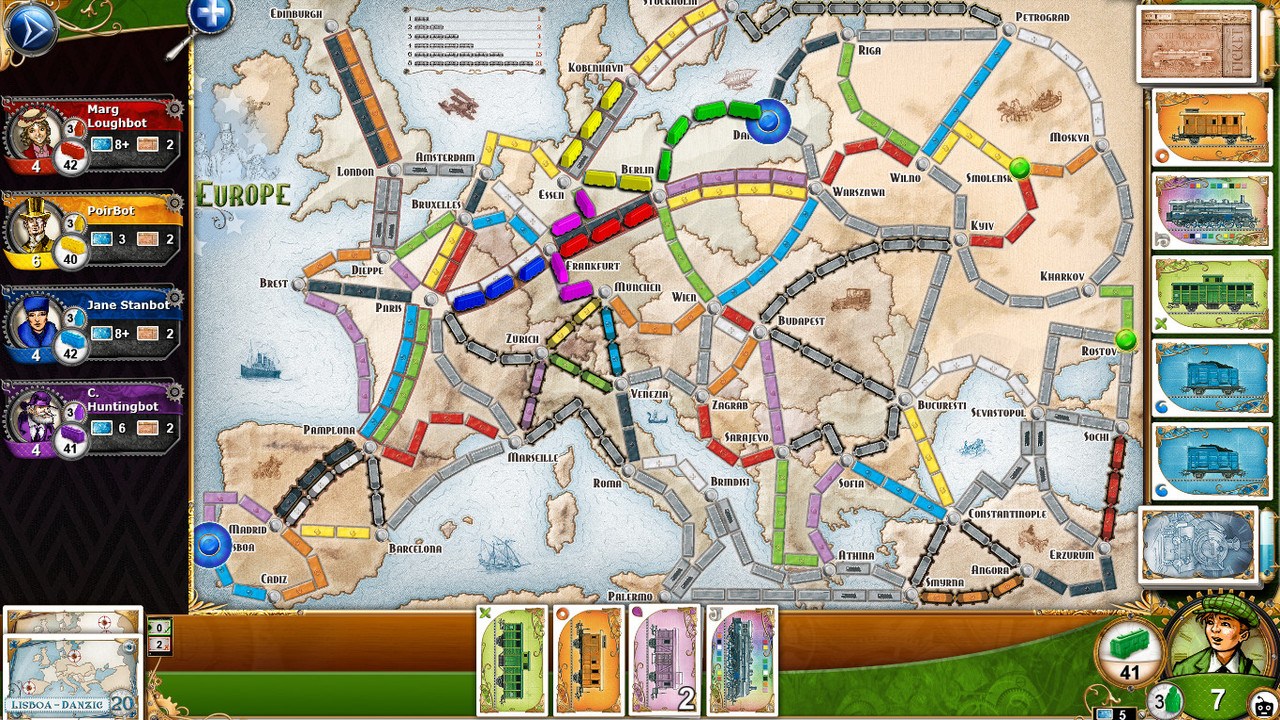 EDINBURGH
STOCKHOLM
PETROGRAD
RIGA
KOBENHAVN
MOSKVA
Marg
Loughbot
3
8+
2
4
42
DAN
LONDON
AMSTERDAM
BERLIN
ESSEN
WARSZAWA
WILNO
SMOLENSK
EUROPE
BRUXELLES
PoirBot
3
3
2
6
40
KYIV
DIEPPE
FRANKFURT
BREST
MUNCHEN
WIEN
KHARKOV
PARIS
Jane Stanbot
3
8+
2
4
42
BUDAPEST
ZURICH
ROSTOV
VENEZIA
C.
Huntingbot
3
6
2
4
41
ZAGRAB
BUCURESTI
SEVASTOPOL
PAMPLONA
SARAJEVO
SOCHI
MARSEILLE
ROMA
BRINDISI
SOFIA
MADRID
CONSTANTINOPLE
SBOA
BARCELONA
ATHINA
ERZURUM
CADIZ
SMYRNA
ANGORA
PALERMO
TICKET
0
2
LISBOA - DANZIC 20
2
41
3
7
5